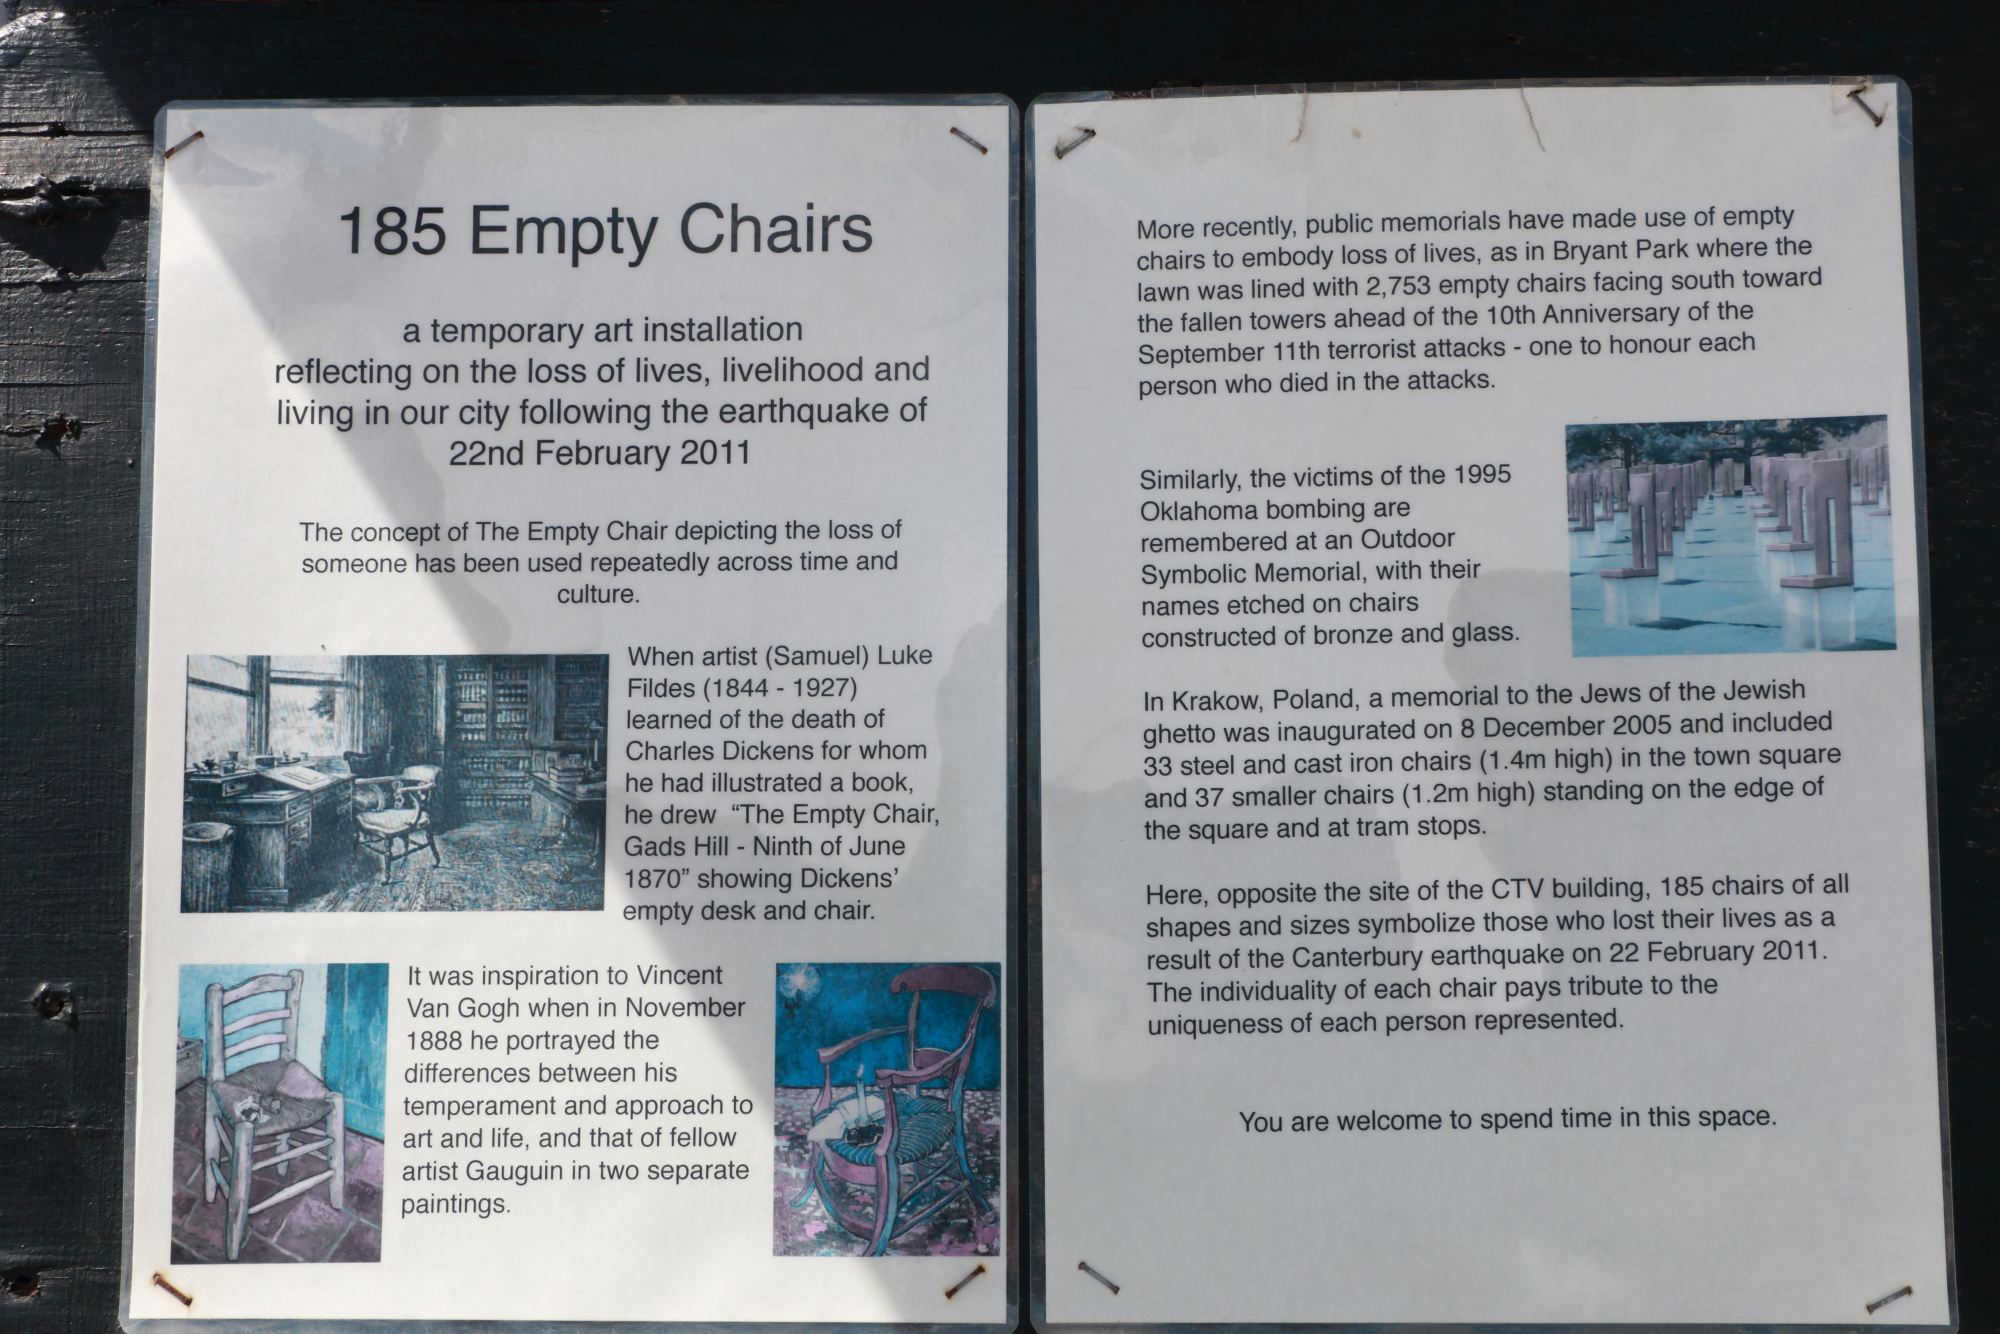 185 Empty Chairs
a temporary art installation
reflecting on the loss of lives, livelihood and
living in our city following the earthquake of
22nd February 2011
The concept of The Empty Chair depicting the loss of
someone has been used repeatedly across time and
culture.
When artist (Samuel) Luke
Fildes (1844 - 1927)
learned of the death of
Charles Dickens for whom
he had illustrated a book,
he drew “The Empty Chair,
Gads Hill - Ninth of June
1870” showing Dickens’
empty desk and chair.
It was inspiration to Vincent
Van Gogh when in November
1888 he portrayed the
differences between his
temperament and approach to
art and life, and that of fellow
artist Gauguin in two separate
paintings.
More recently, public memorials have made use of empty
chairs to embody loss of lives, as in Bryant Park where the
lawn was lined with 2,753 empty chairs facing south toward
the fallen towers ahead of the 10th Anniversary of the
September 11th terrorist attacks - one to honour each
person who died in the attacks.
Similarly, the victims of the 1995
Oklahoma bombing are
remembered at an Outdoor
Symbolic Memorial, with their
names etched on chairs
constructed of bronze and glass.
In Krakow, Poland, a memorial to the Jews of the Jewish
ghetto was inaugurated on 8 December 2005 and included
33 steel and cast iron chairs (1.4m high) in the town square
and 37 smaller chairs (1.2m high) standing on the edge of
the square and at tram stops.
Here, opposite the site of the CTV building, 185 chairs of all
shapes and sizes symbolize those who lost their lives as a
result of the Canterbury earthquake on 22 February 2011.
The individuality of each chair pays tribute to the
uniqueness of each person represented.
You are welcome to spend time in this space.